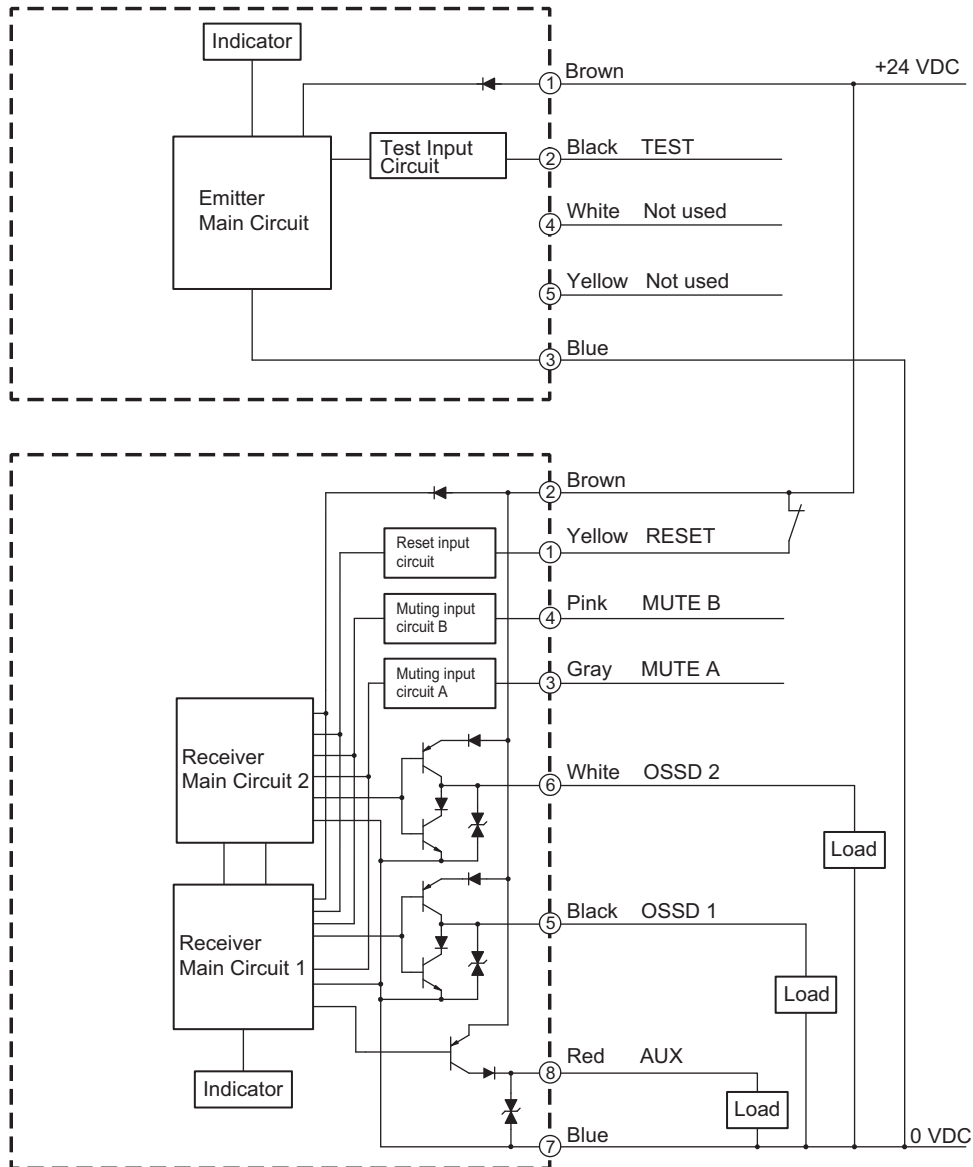 Indicator
+24 VDC
① Brown
Test Input
Circuit
② Black TEST
Emitter
Main Circuit
④ White Not used
⑤ Yellow Not used
③ Blue
② Brown
Reset input
circuit
① Yellow RESET
Muting input
circuit B
④ Pink MUTE B
Muting input
circuit A
③ Gray MUTE A
Receiver
Main Circuit 2
⑥ White OSSD 2
Load
Receiver
Main Circuit 1
⑤ Black OSSD 1
Load
Indicator
⑧ Red AUX
Load
⑦ Blue
0 VDC